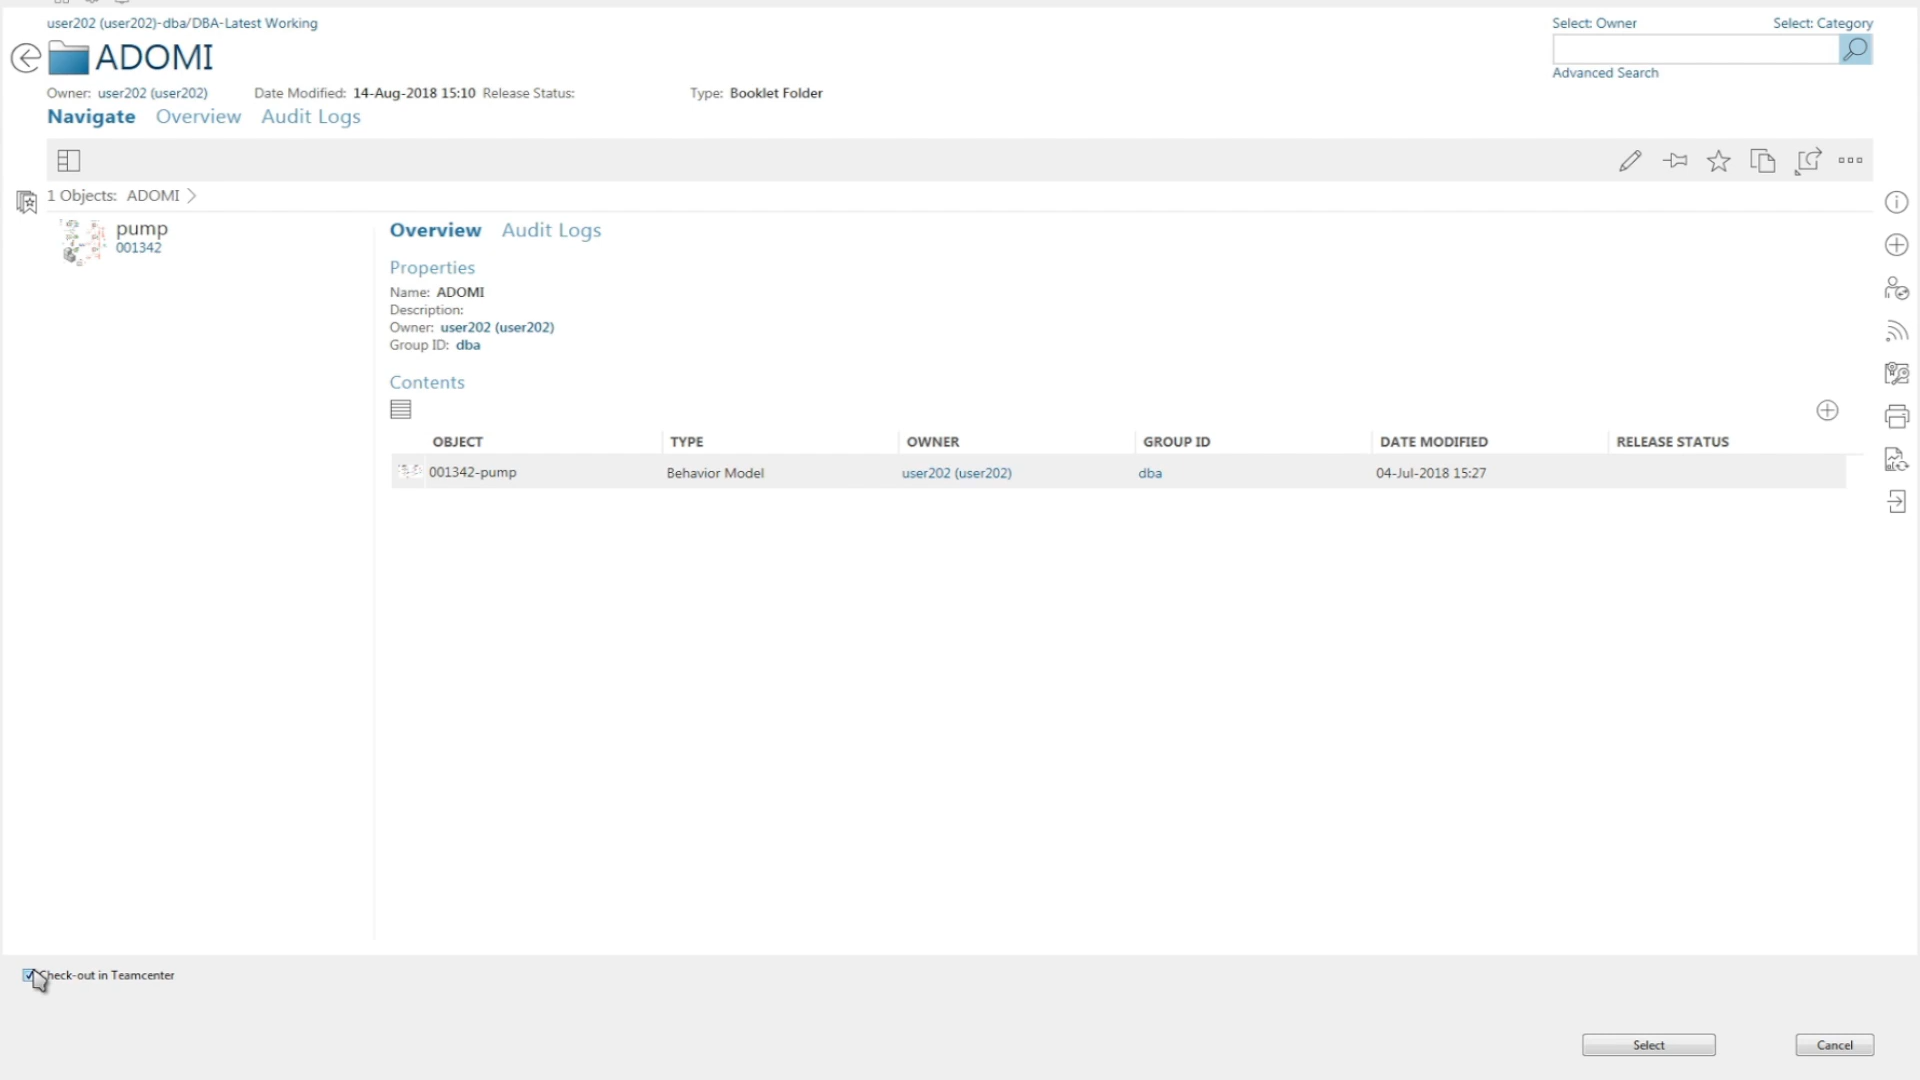 user202 (user202)-dba/DBA-Latest Working
Select: Owner Select: Category
ADOMI
Advanced Search
Owner: user202 (user202) Date Modified: 14-Aug-2018 15:10 Release Status: Type: Booklet Folder
Navigate Overview Audit Logs
1 Objects: ADOMI
pump
001342
Overview Audit Logs
Properties
Name: ADOMI
Description:
Owner: user202 (user202)
Group ID: dba
Contents
OBJECT TYPE OWNER GROUP ID DATE MODIFIED RELEASE STATUS
001342-pump Behavior Model user202 (user202) dba 04-Jul-2018 15:27
Check-out in Teamcenter
Select Cancel